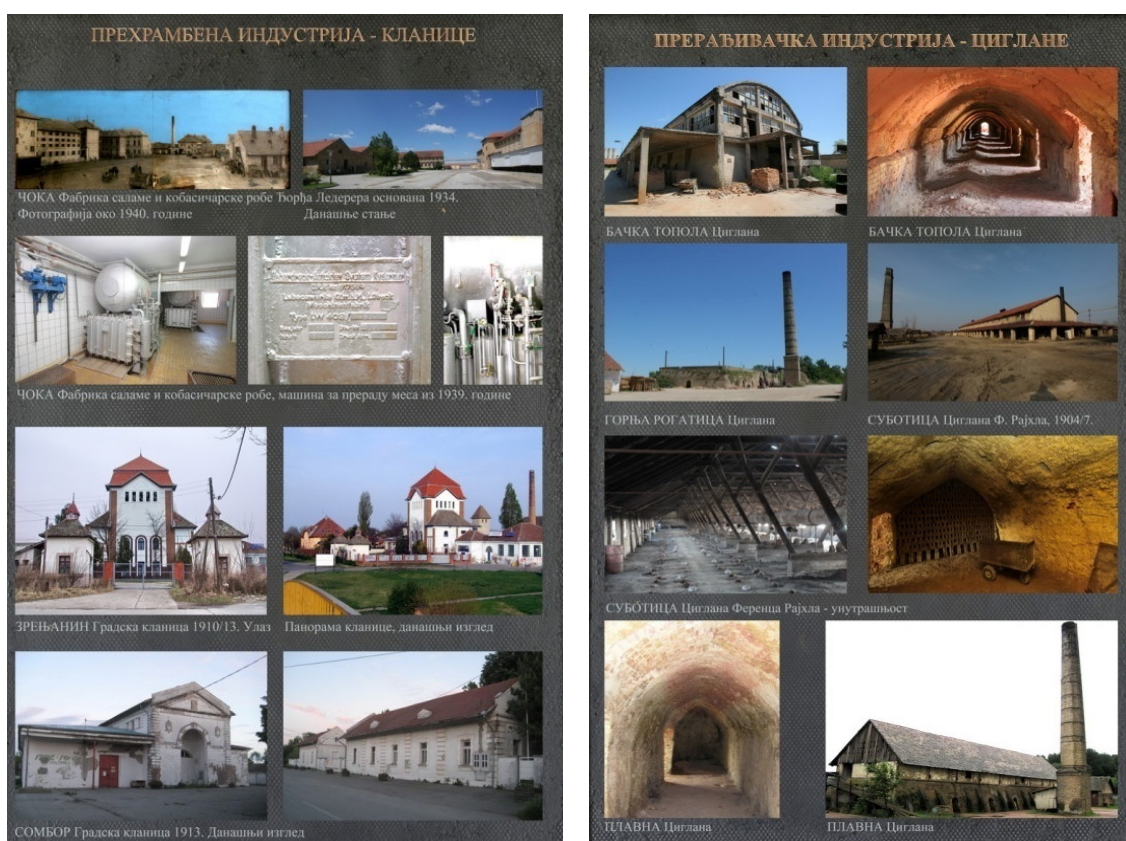 ПРЕХРАМБЕНА ИНДУСТРИЈА - КЛАНИЦЕ
ЧОКА Фабрика саламе и кобасичарске робе Ђорђа Ледерера основана 1934.
Фотографија око 1940. године
Данашње стање
ЧОКА Фабрика саламе и кобасичарске робе, машина за прераду меса из 1939. године
ЗРЕЊАНИН Градска кланица 1910/13. Улаз
Панорама кланице, данашњи изглед
СОМБОР Градска кланица 1913. Данашњи изглед
ПРЕРАЂИВАЧКА ИНДУСТРИЈА - ЦИГЛАНЕ
БАЧКА ТОПОЛА Циглана
БАЧКА ТОПОЛА Циглана
ГОРЊА РОГАТИЦА Циглана
СУБОТИЦА Циглана Ф. Рајхла, 1904/7.
СУБОТИЦА Циглана Ференца Рајхла - унутрашњост
ПЛАВНА Циглана
ПЛАВНА Циглана